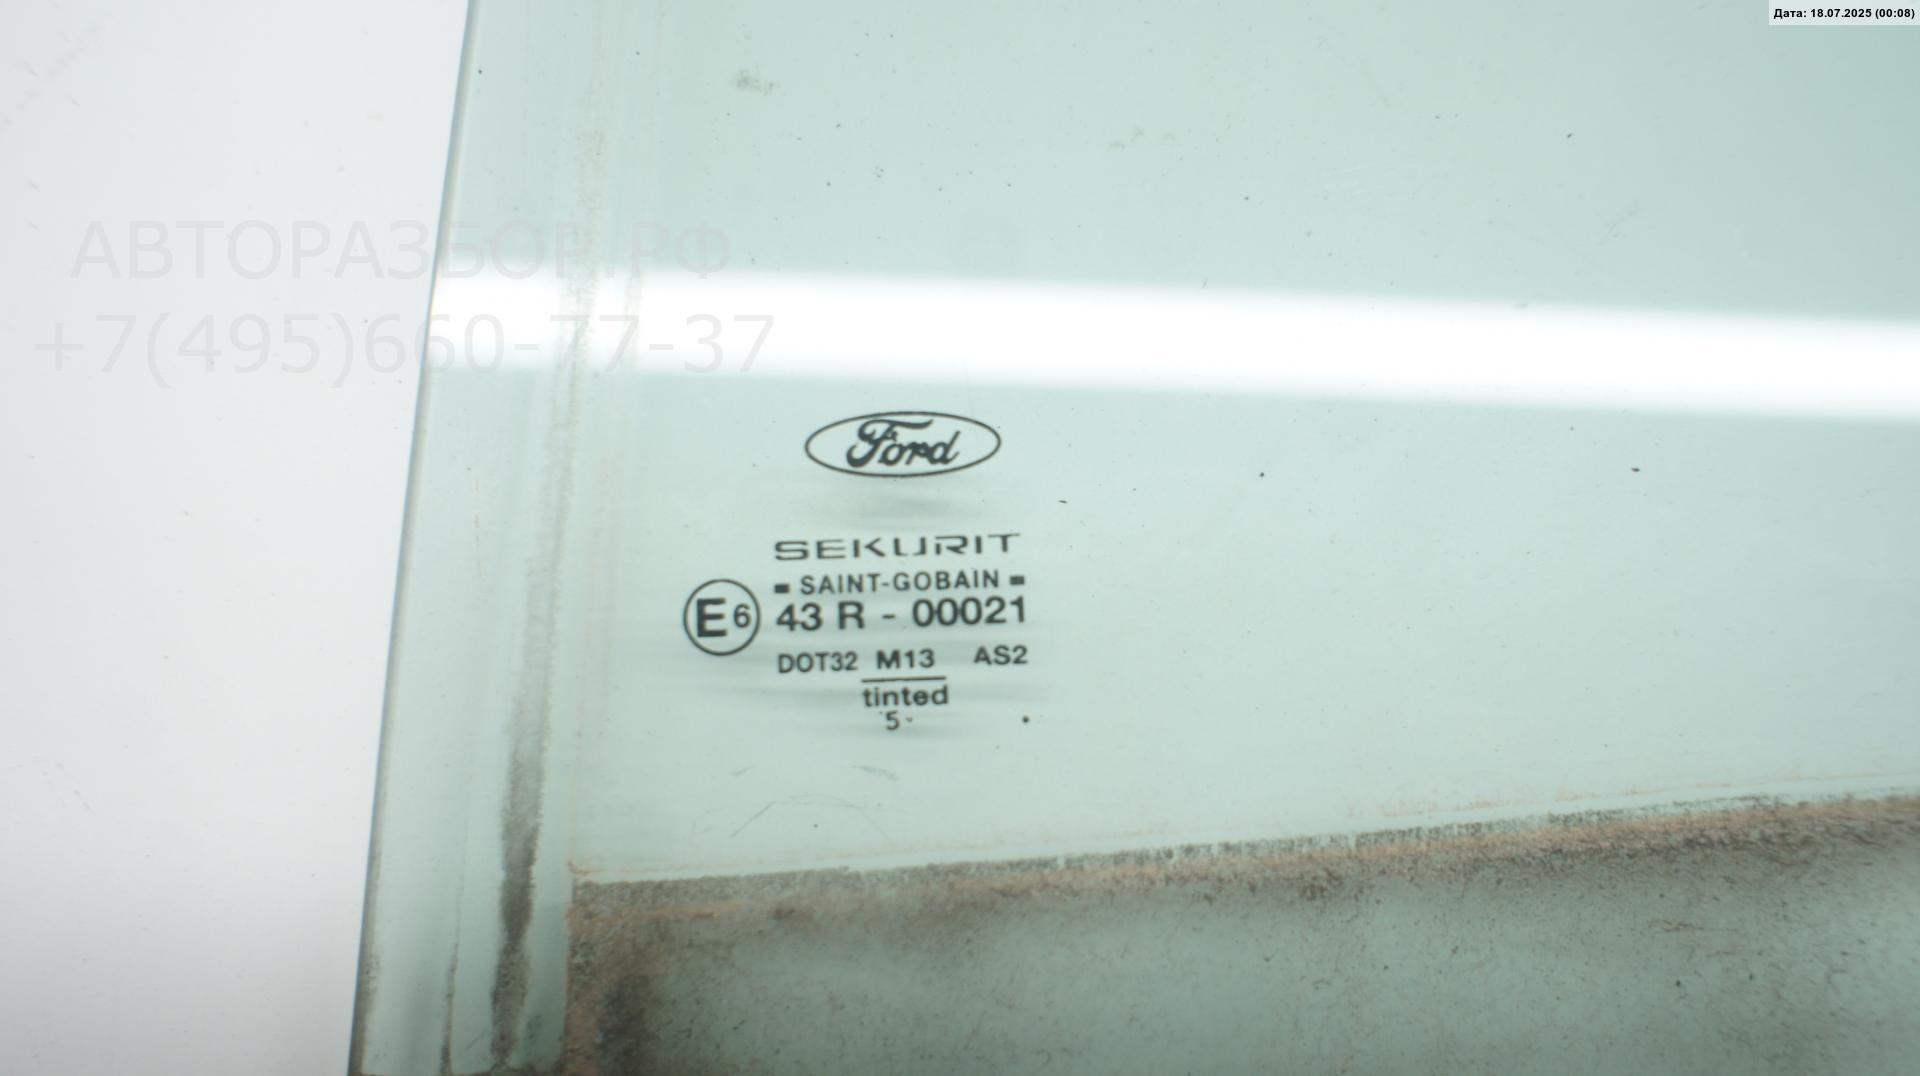 Дата: 18.07.2025 (00:08)
АВТОРАЗБОР.РФ
+7(495)660-77-37
Ford
SEKURIT
SAINT-GOBAIN
E6 43 R - 00021
DOT32 M13 AS2
tinted
5